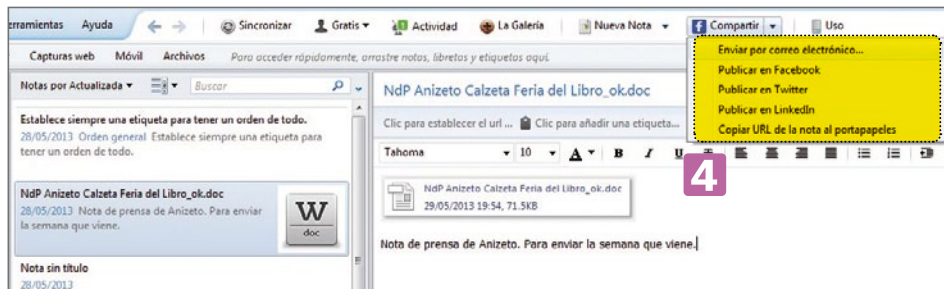 erramientas Ayuda Sincronizar Gratis Actividad La Galería Nueva Nota Compartir Uso
Capturas web Móvil Archivos Para acceder rápidamente, arrastre notas, libretas y etiquetas aquí.
Enviar por correo electrónico...
Publicar en Facebook
Publicar en Twitter
Publicar en LinkedIn
Copiar URL de la nota al portapapeles
Notas por Actualizada Buscar
Establece siempre una etiqueta para tener un orden de todo.
28/05/2013 Orden general Establece siempre una etiqueta para
tener un orden de todo.
NdP Anizeto Calzeta Feria del Libro_ok.doc
28/05/2013 Nota de prensa de Anizeto. Para enviar
la semana que viene.
W
doc
Nota sin título
28/05/2013
NdP Anizeto Calzeta Feria del Libro_ok.doc
Clic para establecer el url ... Clic para añadir una etiqueta...
Tahoma 10 A B I U T
4
NdP Anizeto Calzeta Feria del Libro_ok.doc
29/05/2013 19:54, 71.5KB
Nota de prensa de Anizeto. Para enviar la semana que viene.